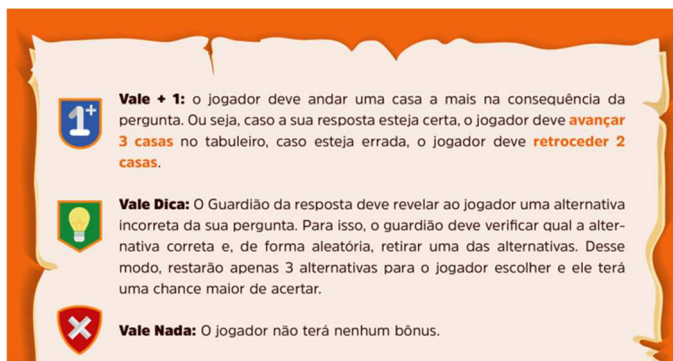 1+
Vale + 1: o jogador deve andar uma casa a mais na consequência da
pergunta. Ou seja, caso a sua resposta esteja certa, o jogador deve avançar
3 casas no tabuleiro, caso esteja errada, o jogador deve retroceder 2
casas.
Vale Dica: O Guardião da resposta deve revelar ao jogador uma alternativa
incorreta da sua pergunta. Para isso, o guardião deve verificar qual a alter-
nativa correta e, de forma aleatória, retirar uma das alternativas. Desse
modo, restarão apenas 3 alternativas para o jogador escolher e ele terá
uma chance maior de acertar.
Vale Nada: O jogador não terá nenhum bônus.